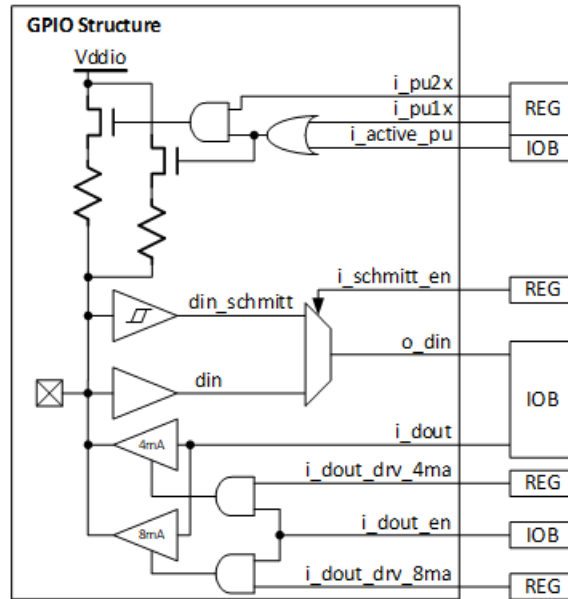 GPIO Structure
Vddio
i_pu2x
i_pu1x
REG
i_active_pu
IOB
i_schmitt_en
REG
din_schmitt
o_din
din
IOB
i_dout
4mA
i_dout_drv_4ma
REG
i_dout_en
IOB
8mA
i_dout_drv_8ma
REG